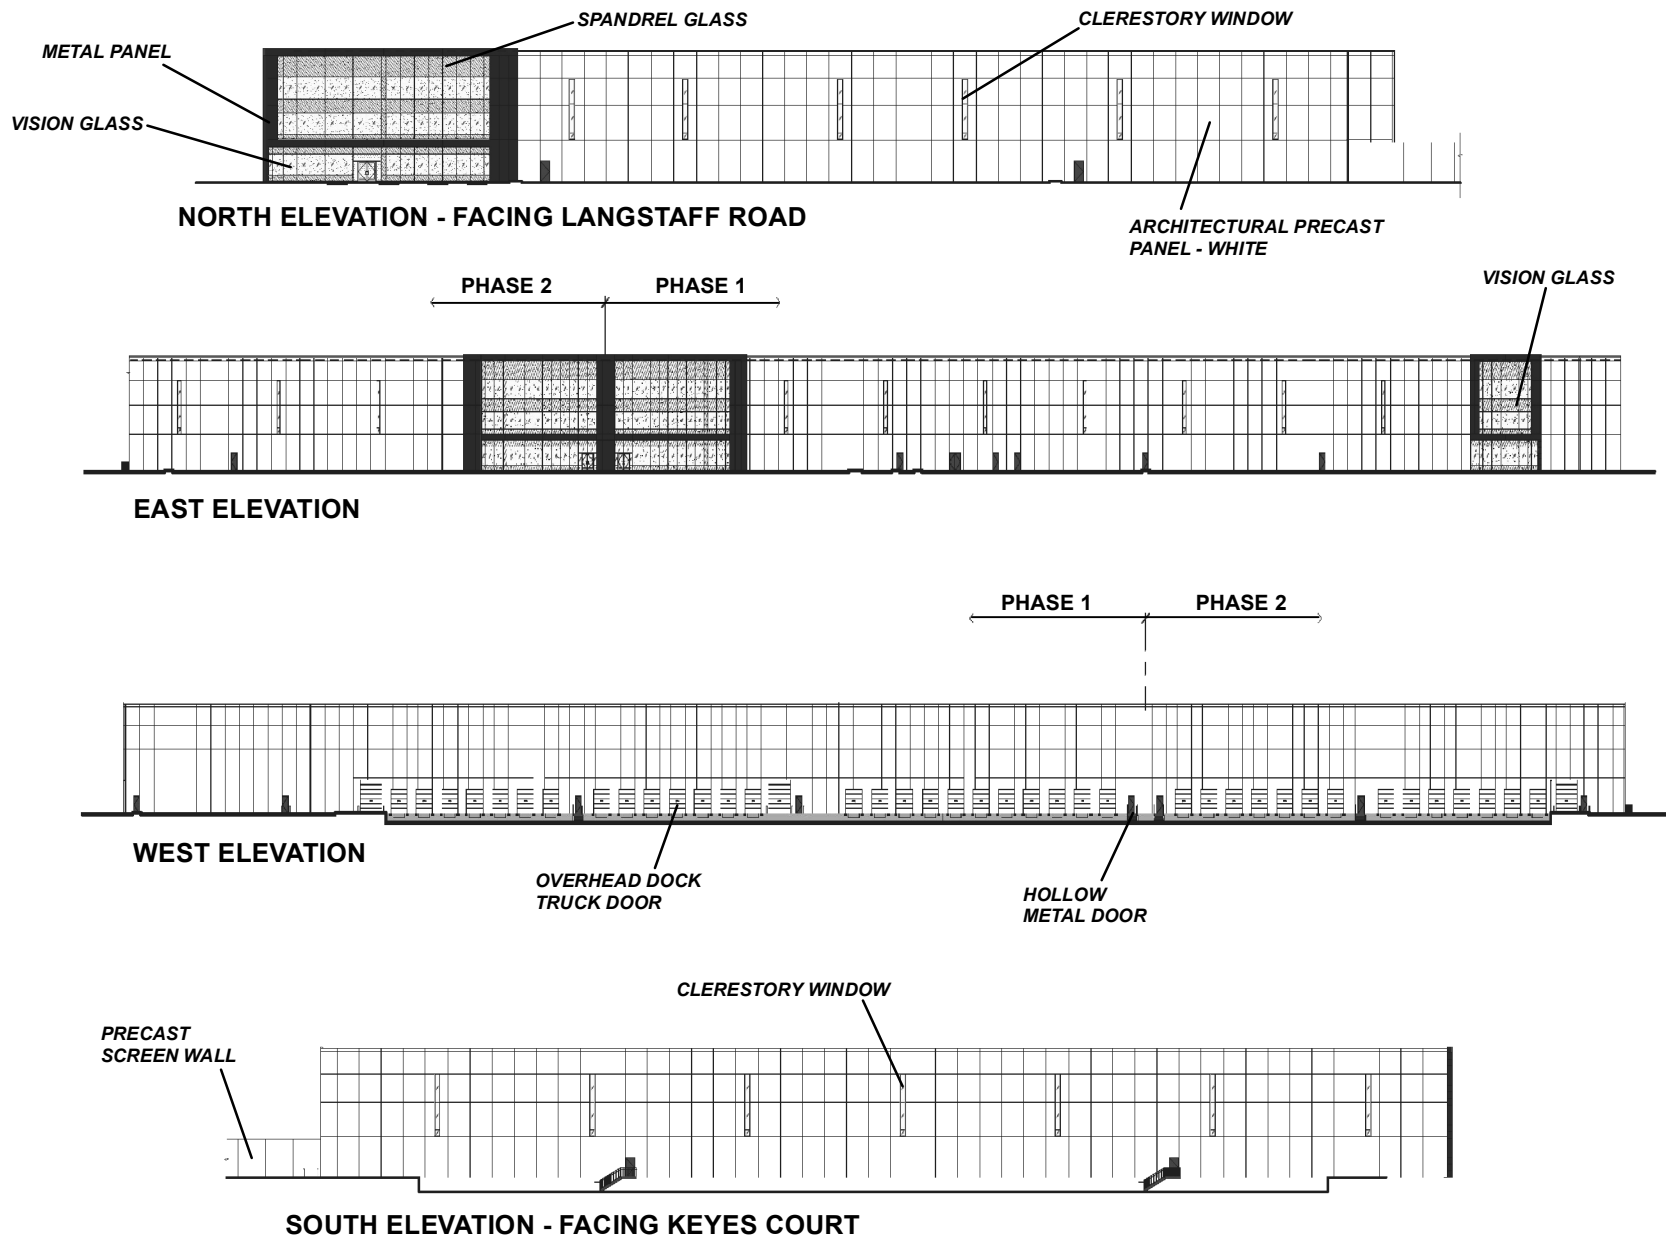 SPANDREL GLASS
CLERESTORY WINDOW
METAL PANEL
VISION GLASS
NORTH ELEVATION - FACING LANGSTAFF ROAD
ARCHITECTURAL PRECAST
PANEL - WHITE
VISION GLASS
PHASE 2
PHASE 1
EAST ELEVATION
PHASE 1
PHASE 2
WEST ELEVATION
OVERHEAD DOCK
TRUCK DOOR
HOLLOW
METAL DOOR
CLERESTORY WINDOW
PRECAST
SCREEN WALL
SOUTH ELEVATION - FACING KEYES COURT